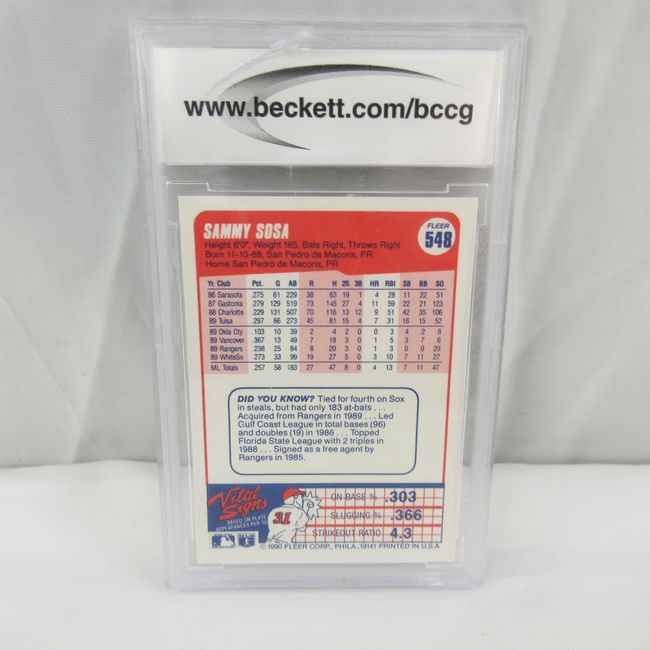 www.beckett.com/bccg
SAMMY SOSA
FLEER
548
Height 6'0", Weight 165, Bats Right, Throws Right
Born 11-10-68, San Pedro de Macoris, PR
Home San Pedro de Macoris, PR
Yr. Club Pct. G AB R H 2B 3B HR RBI SB BB SO
86 Sarasota .275 61 229 38 63 19 1 4 28 11 22 51
87 Gastonia .279 129 519 73 145 27 4 11 59 22 21 123
88 Charlotte .229 131 507 70 116 13 12 9 51 42 35 106
89 Tulsa .297 66 273 45 81 15 4 7 31 16 15 52
89 Okla Cty .103 10 39 2 4 2 0 0 3 4 2 8
89 Vancover .367 13 49 7 18 3 0 1 5 3 7 6
89 Rangers .238 25 84 8 20 3 0 1 3 0 0 20
89 WhiteSx .273 33 99 19 27 5 0 3 10 7 11 27
ML Totals .257 58 183 27 47 8 0 4 13 7 11 47
DID YOU KNOW? Tied for fourth on Sox
in steals, but had only 183 at-bats . . .
Acquired from Rangers in 1989 . . . Led
Gulf Coast League in total bases (96)
and doubles (19) in 1986 . . . Topped
Florida State League with 2 triples in
1988 . . . Signed as a free agent by
Rangers in 1985.
Vital
Signs
BASED ON PLATE
APPEARANCES PER SO
31
ON BASE % .303
SLUGGING % .366
STRIKEOUT RATIO 4.3
© 1990 FLEER CORP., PHILA., 19141 PRINTED IN U.S.A